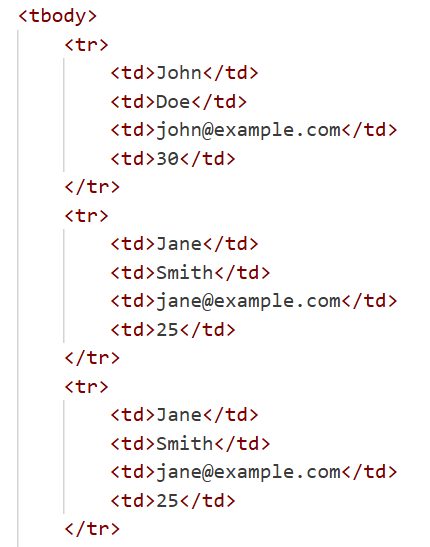 <tbody>
<tr>
<td>John</td>
<td>Doe</td>
<td>john@example.com</td>
<td>30</td>
</tr>
<tr>
<td>Jane</td>
<td>Smith</td>
<td>jane@example.com</td>
<td>25</td>
</tr>
<tr>
<td>Jane</td>
<td>Smith</td>
<td>jane@example.com</td>
<td>25</td>
</tr>